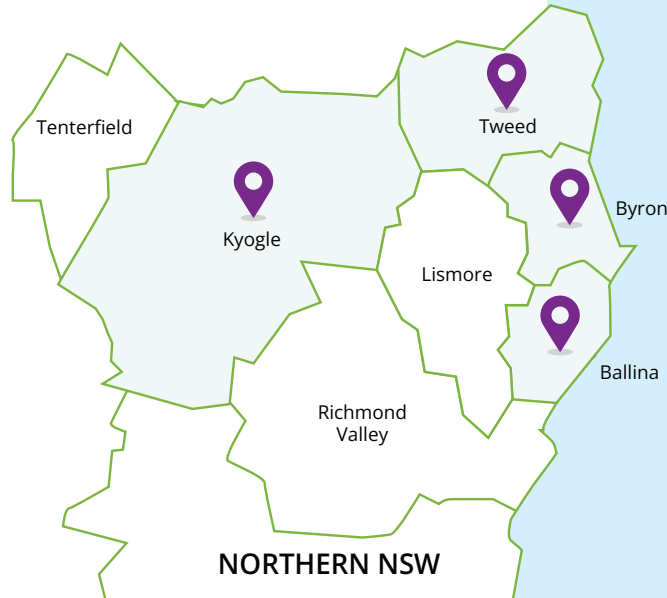 Tweed
Tenterfield
Byron
Kyogle
Lismore
Ballina
Richmond
Valley
NORTHERN NSW